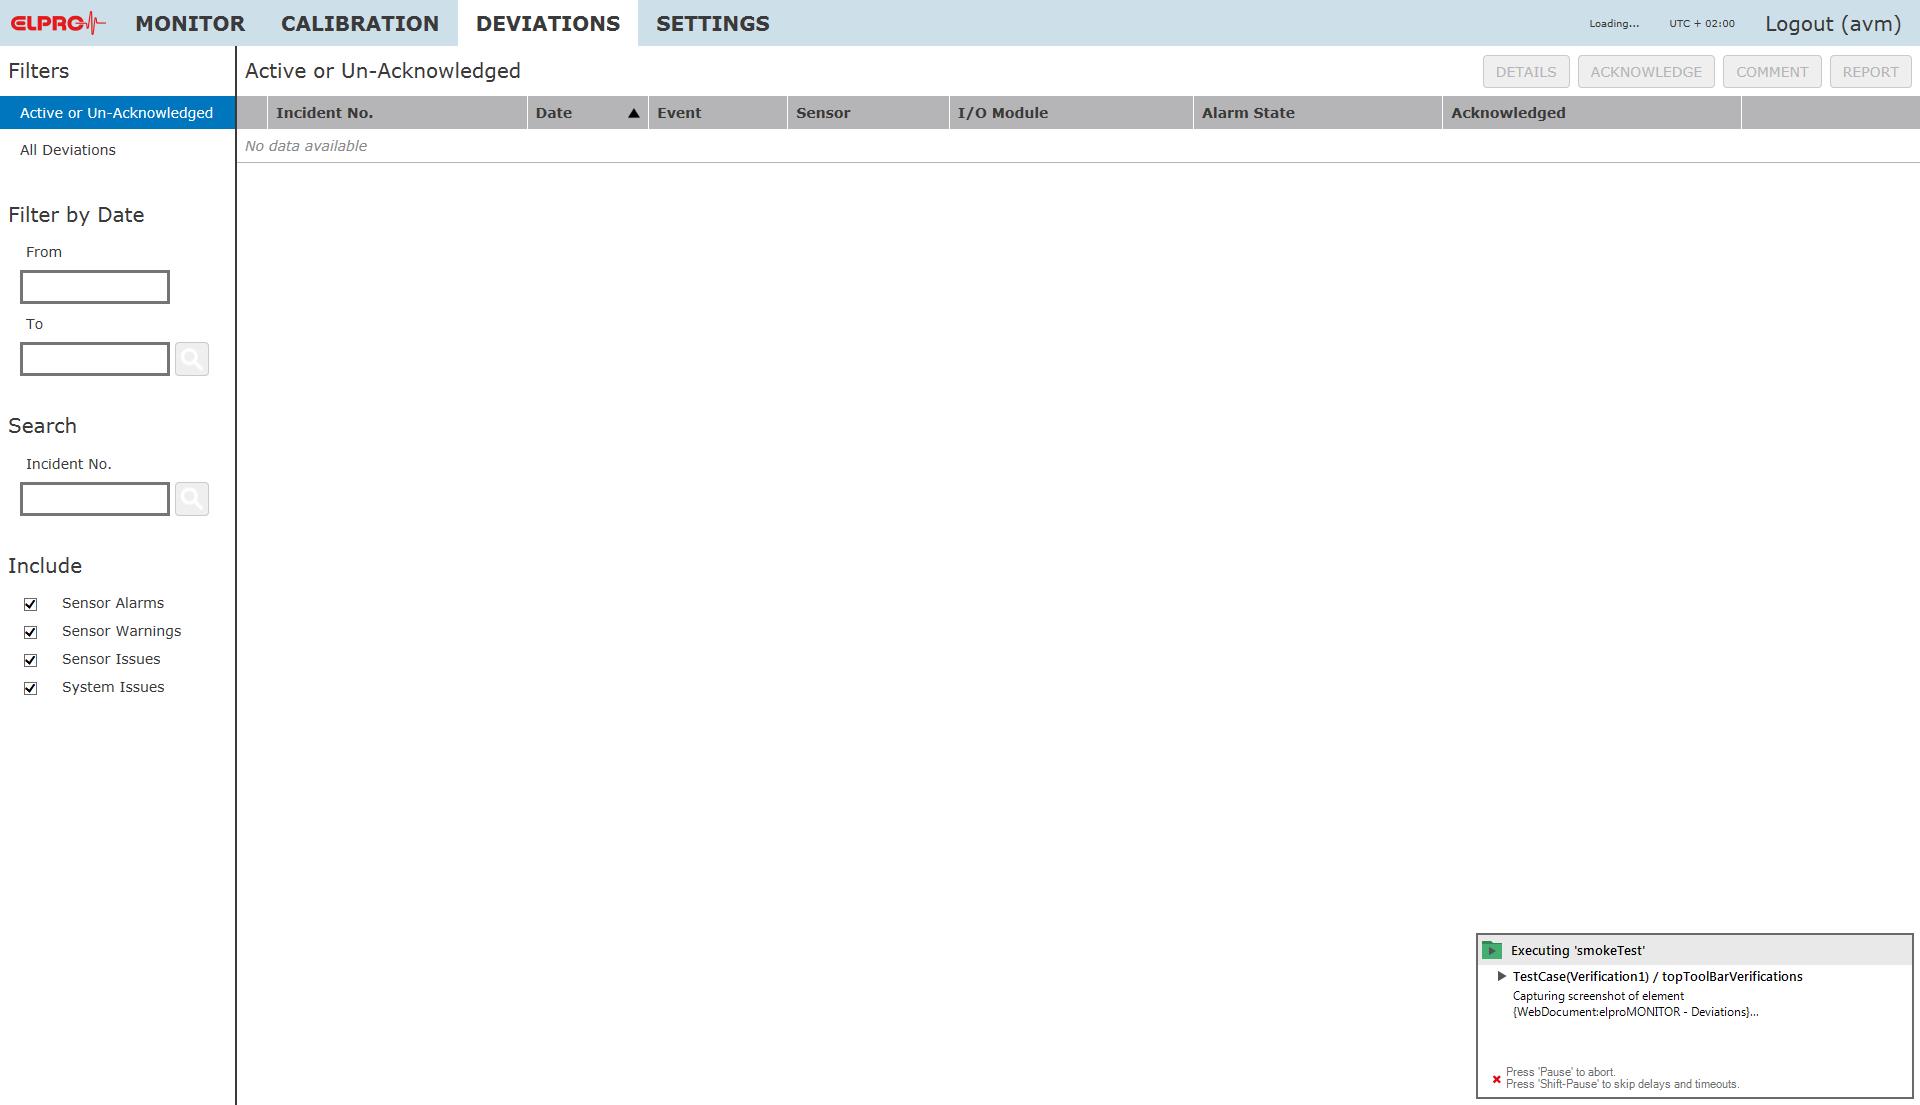 ELPRO
MONITOR
CALIBRATION
DEVIATIONS
SETTINGS
Loading...
UTC + 02:00
Logout (avm)
Filters
Active or Un-Acknowledged
All Deviations
Filter by Date
From
To
Search
Incident No.
Include
Sensor Alarms
Sensor Warnings
Sensor Issues
System Issues
Active or Un-Acknowledged
DETAILS
ACKNOWLEDGE
COMMENT
REPORT
Incident No.
Date
Event
Sensor
I/O Module
Alarm State
Acknowledged
No data available
Executing 'smokeTest'
TestCase(Verification1) / topToolBarVerifications
Capturing screenshot of element
{WebDocument:elproMONITOR - Deviations}...
Press 'Pause' to abort.
Press 'Shift-Pause' to skip delays and timeouts.